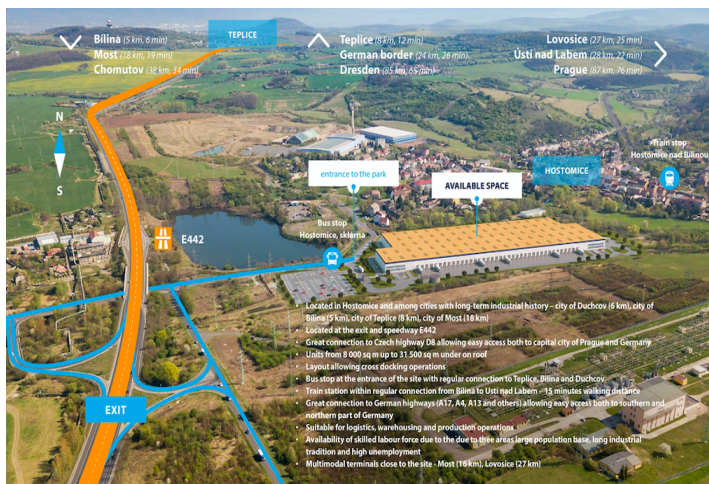 Bílina (5 km, 6 min)
Most (18 km, 19 min)
Chomutov (38 km, 34 min)
TEPLICE
Teplice (8 km, 12 min)
German border (24 km, 26 min)
Dresden (85 km, 65 min)
Lovosice (27 km, 25 min)
Ústí nad Labem (28 km, 22 min)
Prague (87 km, 76 min)
N
S
Train stop
Hostomice nad Bílinou
entrance to the park
AVAILABLE SPACE
HOSTOMICE
E442
Bus stop
Hostomice, sklárna
EXIT
• Located in Hostomice and among cities with long-term industrial history – city of Duchcov (6 km), city of
Bílina (5 km), city of Teplice (8 km), city of Most (18 km)
• Located at the exit and speedway E442
• Great connection to Czech highway D8 allowing easy access both to capital city of Prague and Germany
• Units from 8 000 sq m up to 31 500 sq m under on roof
• Layout allowing cross docking operations
• Bus stop at the entrance of the site with regular connection to Teplice, Bilina and Duchcov
• Train station within regular connection from Bilina to Usti nad Labem – 15 minutes walking distance
• Great connection to German highways (A17, A4, A13 and others) allowing easy access both to southern and
northern part of Germany
• Suitable for logistics, warehousing and production operations
• Availability of skilled labour force due to the due to thee areas large population base, long industrial
tradition and high unemployment
• Multimodal terminals close to the site - Most (16 km), Lovosice (27 km)